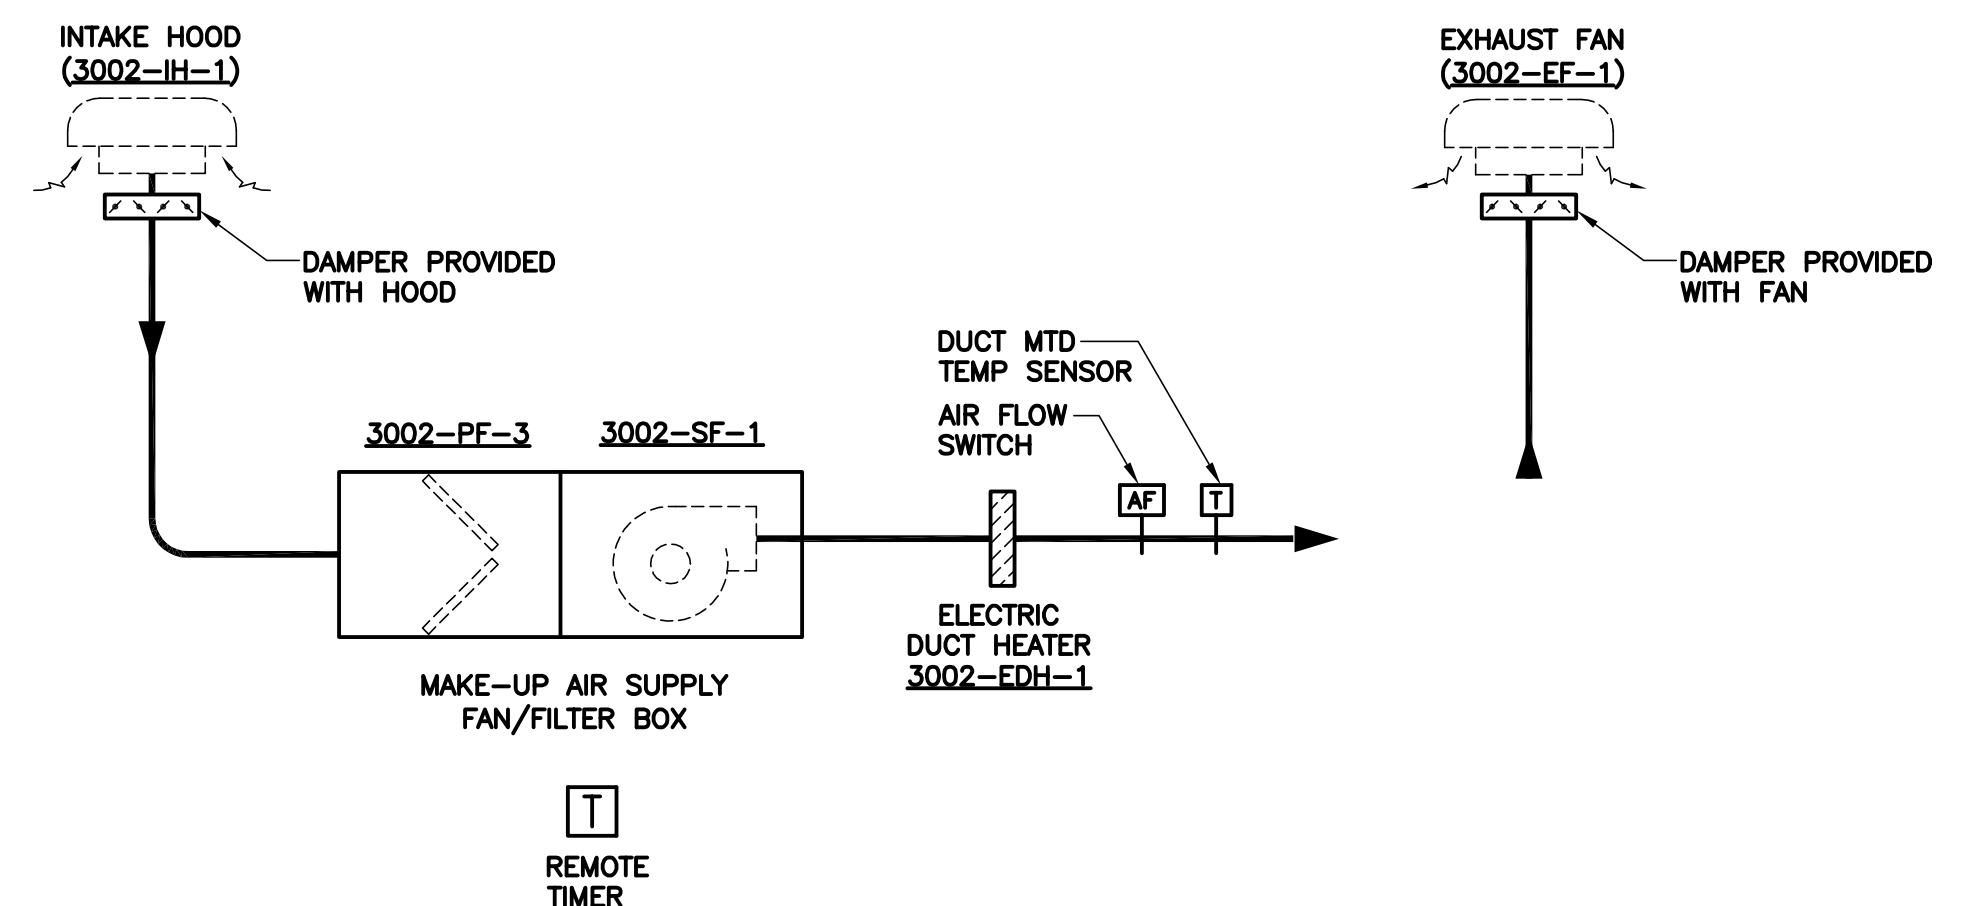 INTAKE HOOD
(3002-IH-1)
EXHAUST FAN
(3002-EF-1)
DAMPER PROVIDED
WITH HOOD
DAMPER PROVIDED
WITH FAN
DUCT MTD
TEMP SENSOR
AIR FLOW
SWITCH
3002-PF-3
3002-SF-1
AF
T
ELECTRIC
DUCT HEATER
3002-EDH-1
MAKE-UP AIR SUPPLY
FAN/FILTER BOX
T
REMOTE
TIMER